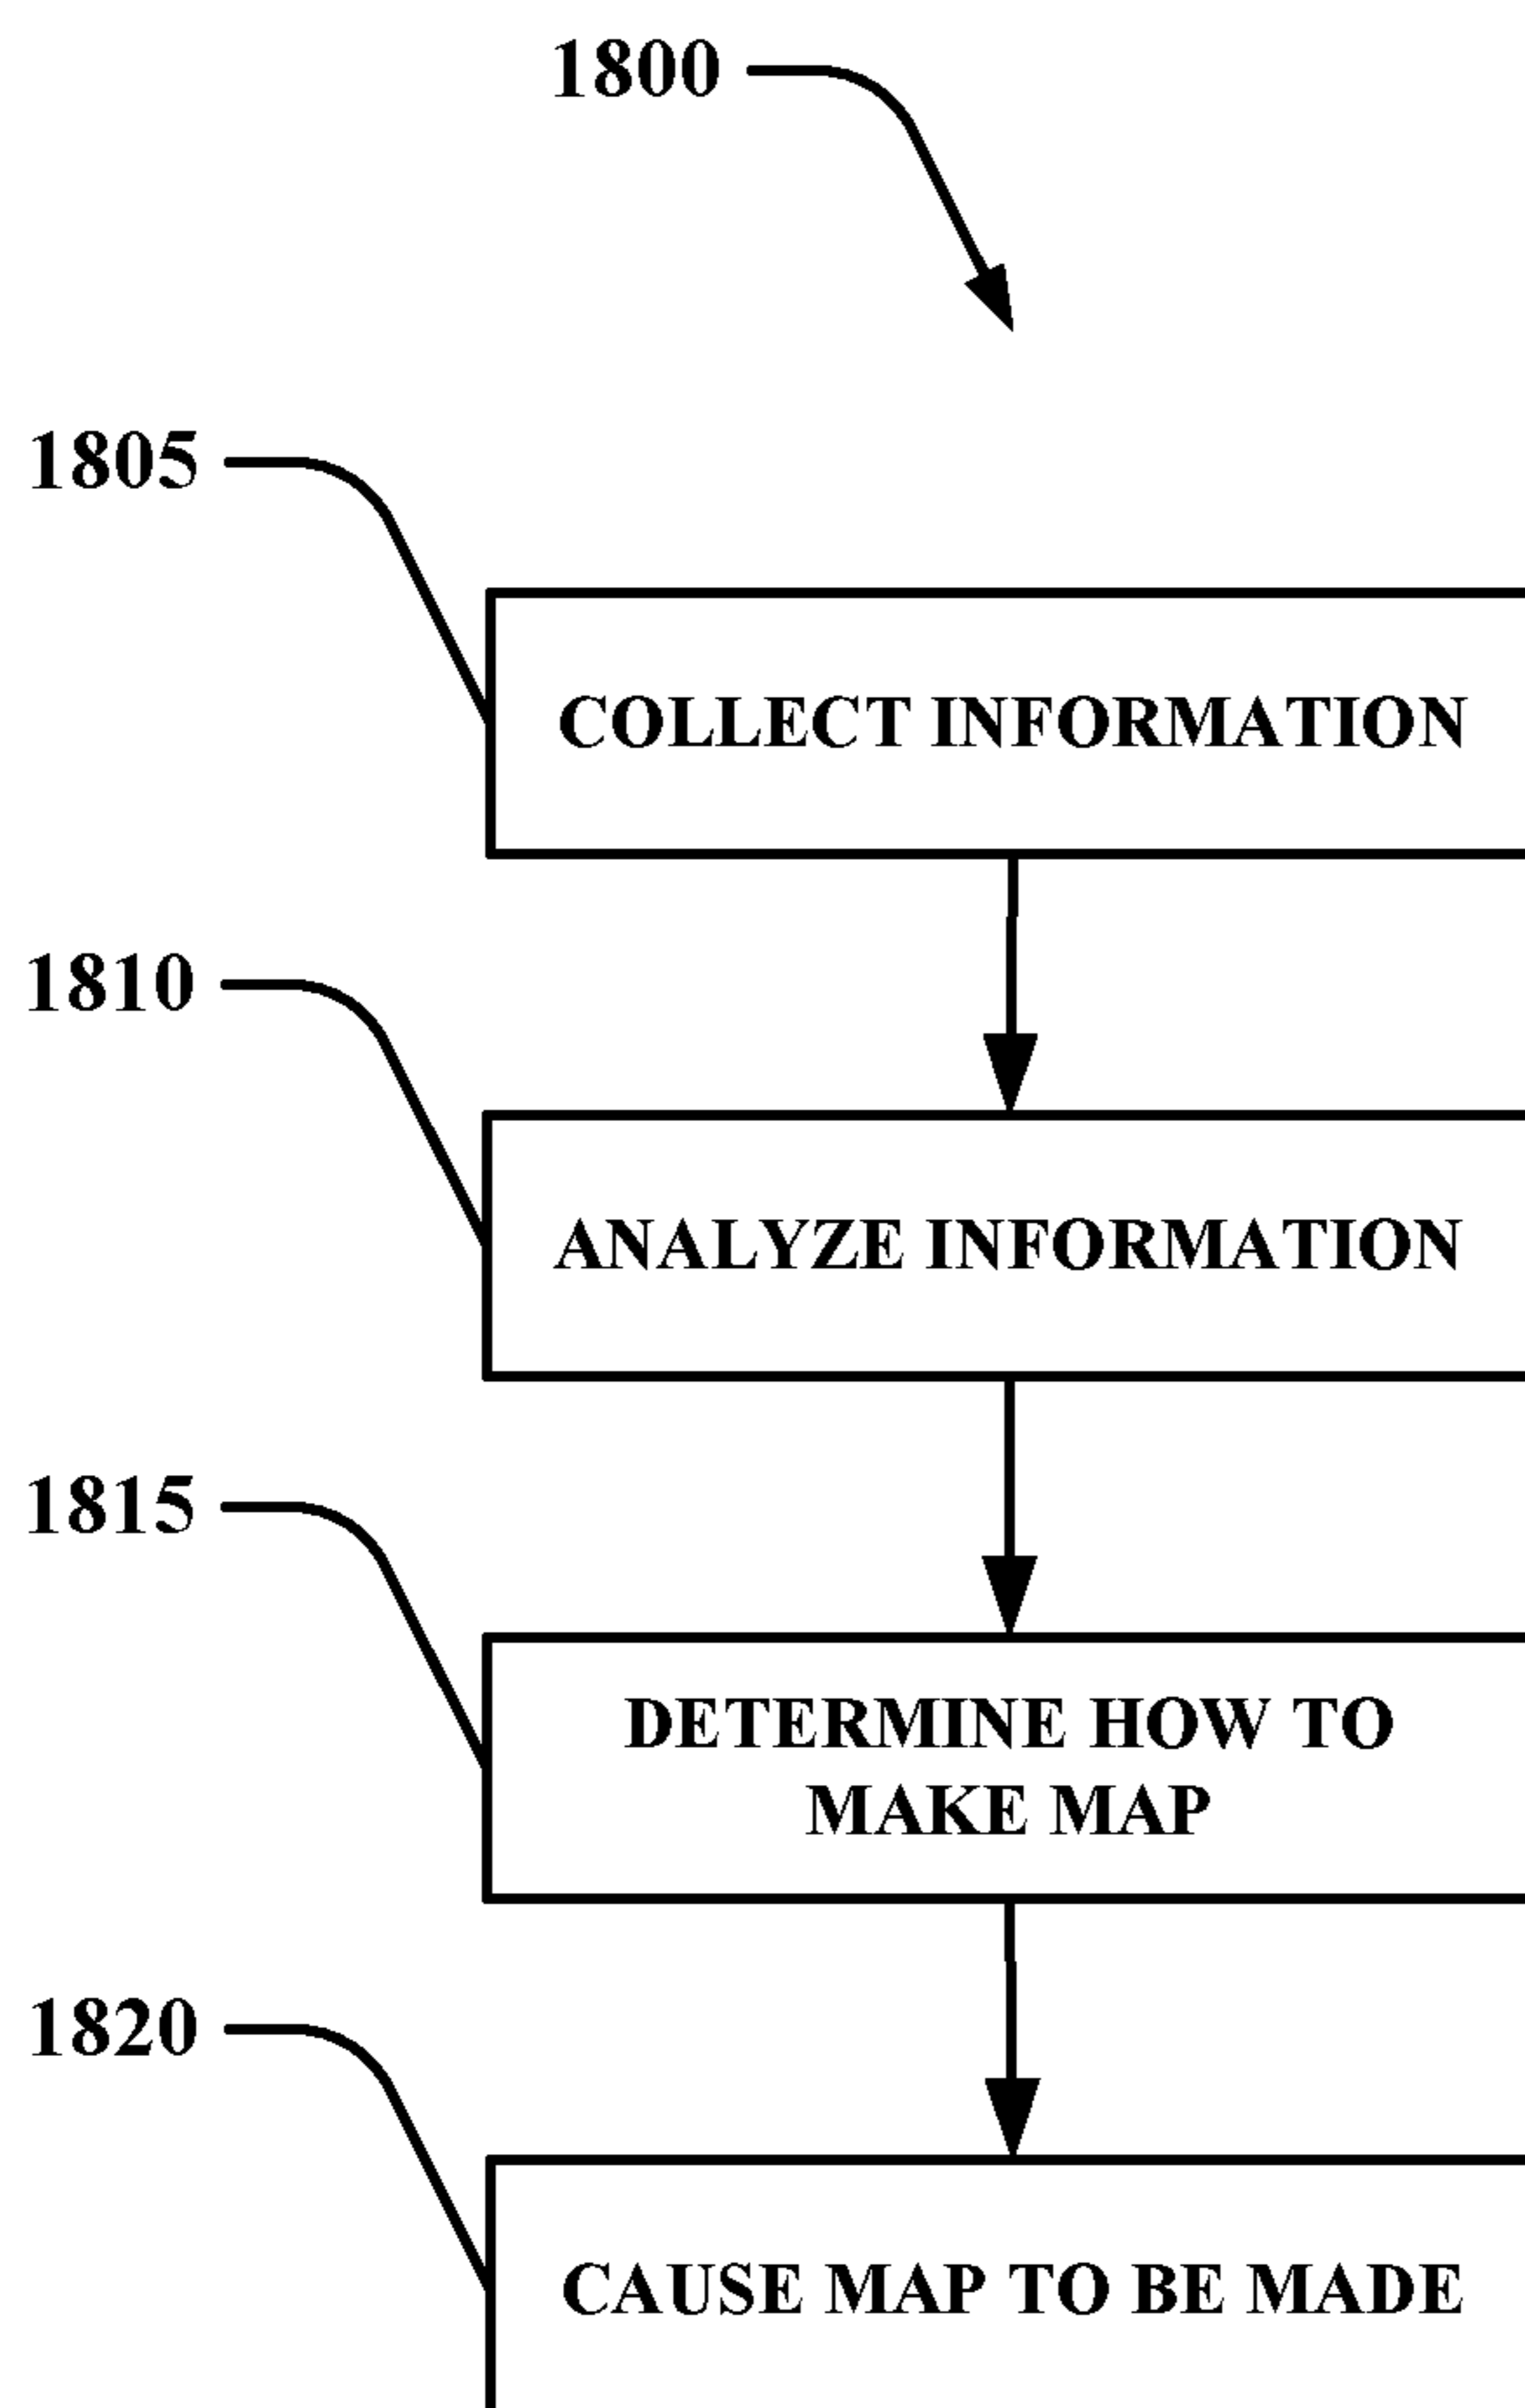 1800
1805
COLLECT INFORMATION
1810
ANALYZE INFORMATION
1815
DETERMINE HOW TO
MAKE MAP
1820
CAUSE MAP TO BE MADE